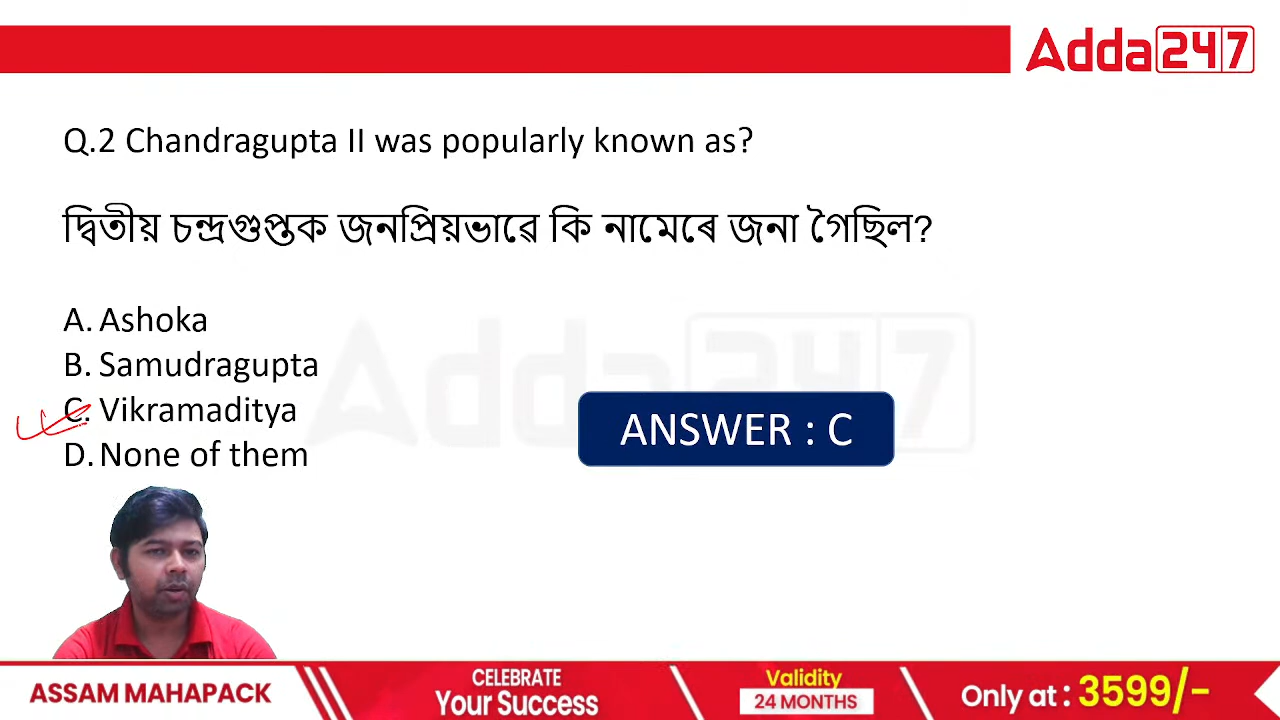 Adda247
Q.2 Chandragupta II was popularly known as?
দ্বিতীয় চন্দ্ৰগুপ্তক জনপ্ৰিয়ভাৱে কি নামেৰে জনা গৈছিল?
A. Ashoka
B. Samudragupta
C. Vikramaditya
D. None of them
Adda247
ANSWER : C
ASSAM MAHAPACK
CELEBRATE
Your Success
Validity
24 MONTHS
Only at : 3599/-